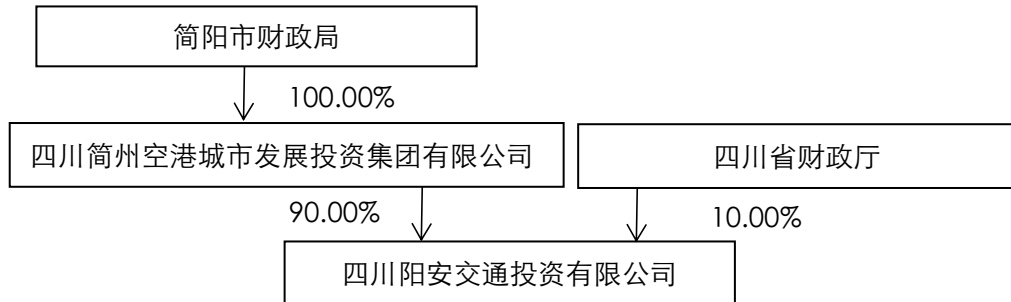 简阳市财政局
100.00%
四川简州空港城市发展投资集团有限公司
四川省财政厅
90.00%
10.00%
四川阳安交通投资有限公司